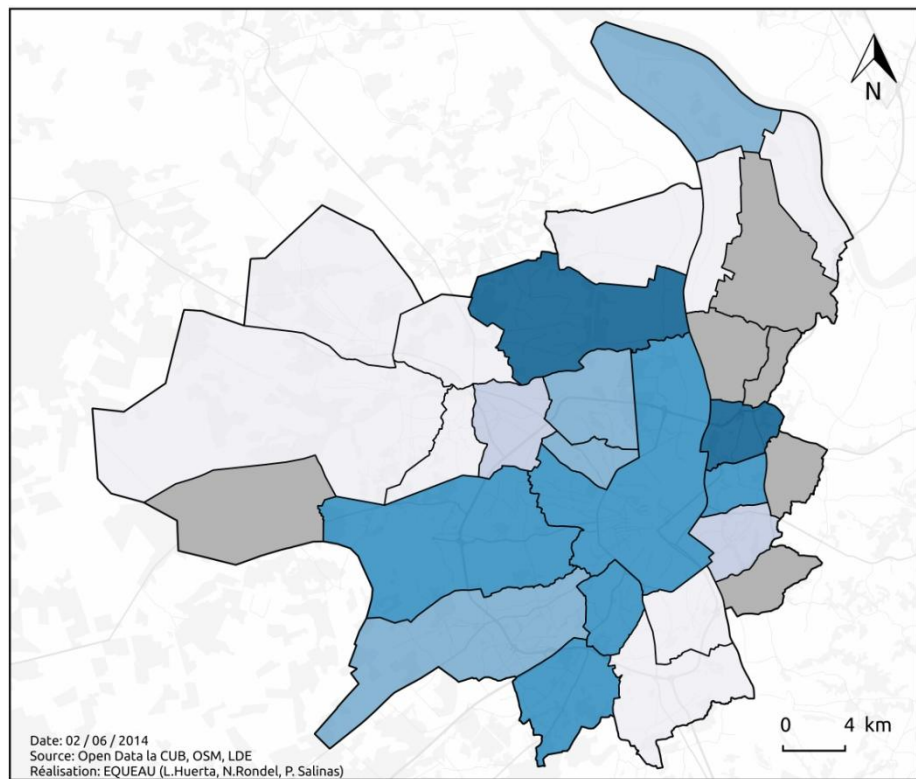 N
0 4 km
Date: 02 / 06 / 2014
Source: Open Data la CUB, OSM, LDE
Réalisation: EQUEAU (L.Huerta, N.Rondel, P. Salinas)